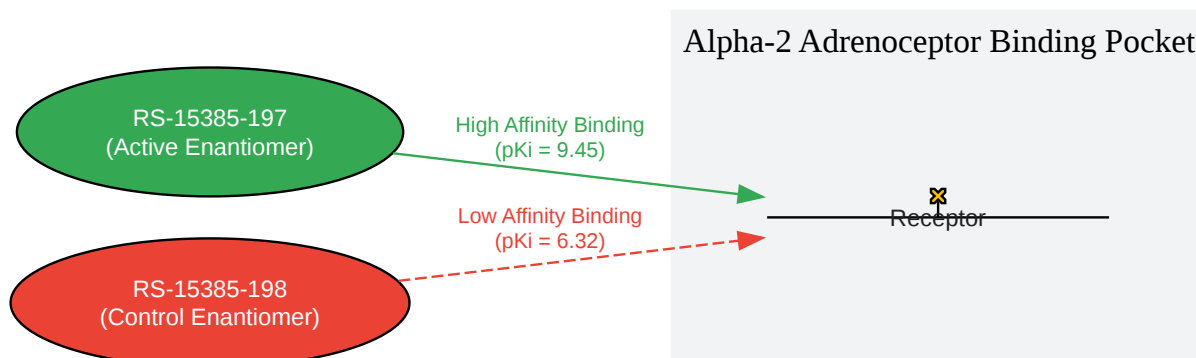 Alpha-2 Adrenoceptor Binding Pocket
RS-15385-197
(Active Enantiomer)
High Affinity Binding
(pKi = 9.45)
Low Affinity Binding
(pKi = 6.32)
Receptor
RS-15385-198
(Control Enantiomer)